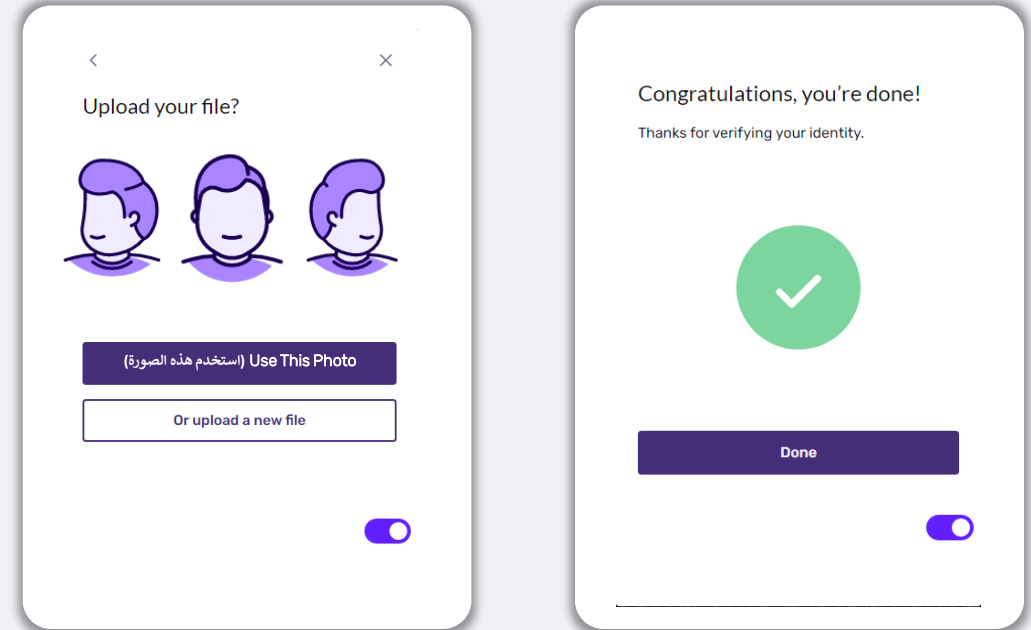 Upload your file?
Use This Photo (استخدم هذه الصورة)
Or upload a new file
Congratulations, you’re done!
Thanks for verifying your identity.
Done